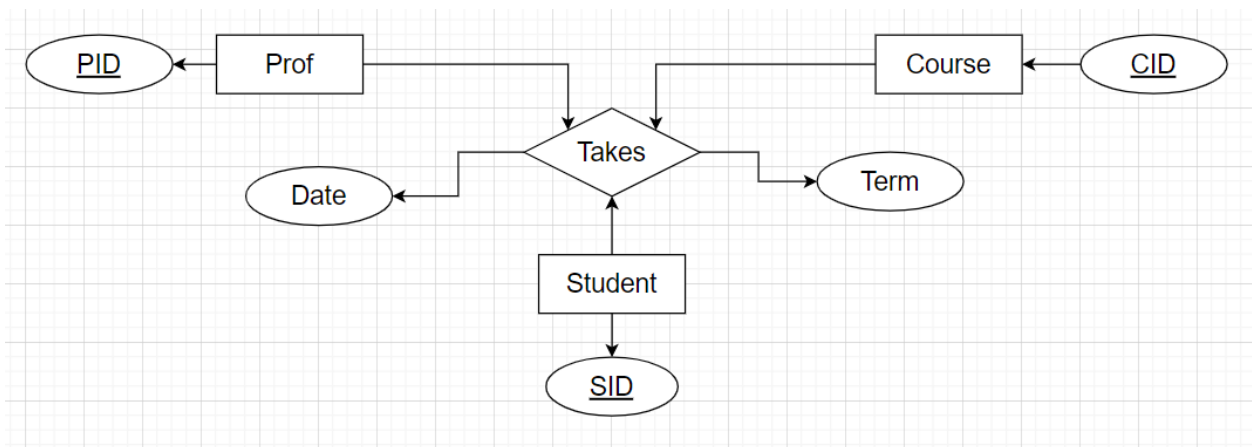 PID
Prof
Course
CID
Takes
Date
Term
Student
SID